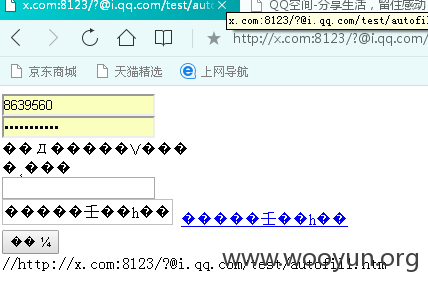 x.com:8123/?@i.qq.com/test/auto
QQ空间-分享生活，留住感动
x.com:8123/?@i.qq.com/test/autofil
http://x.com:8123/?@i.qq.com
京东商城 天猫精选 上网导航
8639560
•••••••••••
��Д�����\/���
�ˬ���
�����壬��h�� �����壬��h��
�� ¼
www.wooyun.org
//http://x.com:8123/?@i.qq.com/test/autofill.htm